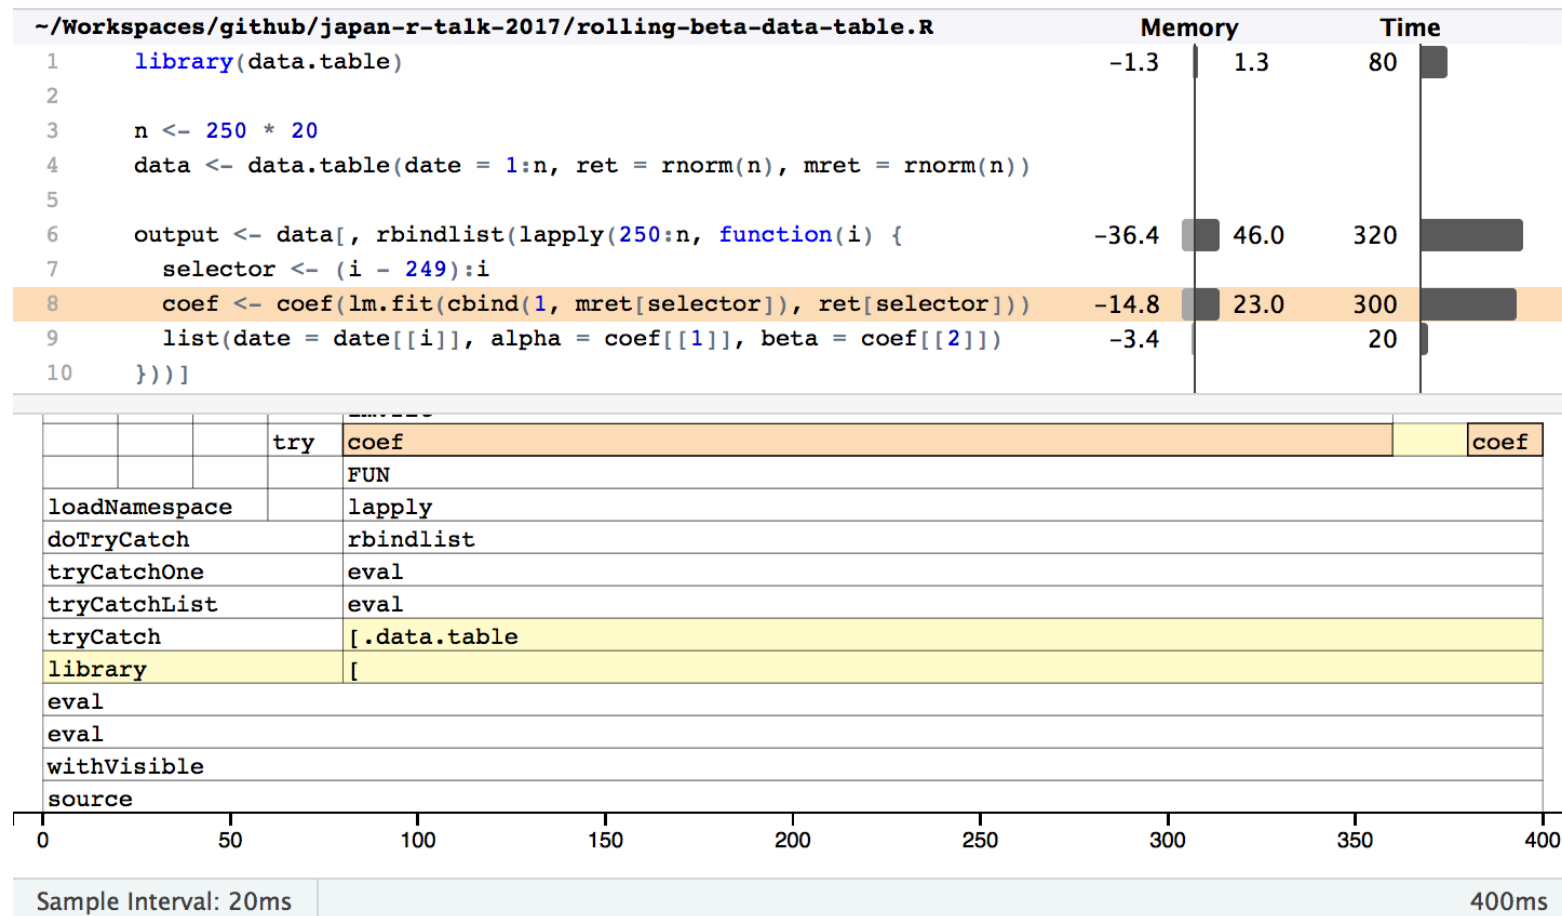 ~/Workspaces/github/japan-r-talk-2017/rolling-beta-data-table.R Memory Time
1 library(data.table) -1.3 1.3 80
2
3 n <- 250 * 20
4 data <- data.table(date = 1:n, ret = rnorm(n), mret = rnorm(n))
5
6 output <- data[, rbindlist(lapply(250:n, function(i) { -36.4 46.0 320
7 selector <- (i - 249):i
8 coef <- coef(lm.fit(cbind(1, mret[selector]), ret[selector])) -14.8 23.0 300
9 list(date = date[[i]], alpha = coef[[1]], beta = coef[[2]]) -3.4 20
10 }))]
try coef coef
FUN
loadNamespace lapply
doTryCatch rbindlist
tryCatchOne eval
tryCatchList eval
tryCatch [.data.table
library [
eval
eval
withVisible
source
0 50 100 150 200 250 300 350 400
Sample Interval: 20ms 400ms